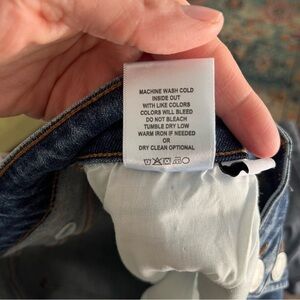 MACHINE WASH COLD
INSIDE OUT
WITH LIKE COLORS
COLORS WILL BLEED
DO NOT BLEACH
TUMBLE DRY LOW
WARM IRON IF NEEDED
OR
DRY CLEAN OPTIONAL